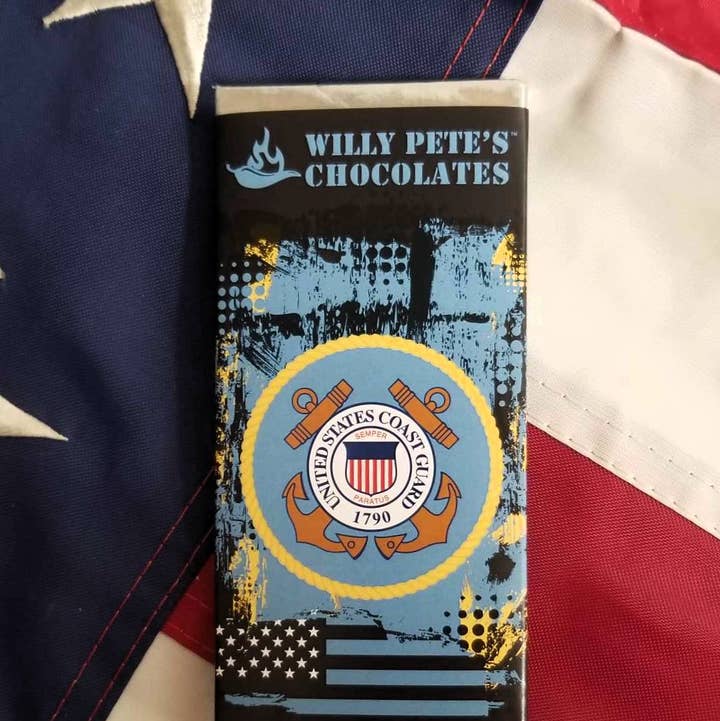 WILLY PETE'S™
CHOCOLATES
UNITED STATES COAST GUARD
SEMPER
PARATUS
1790